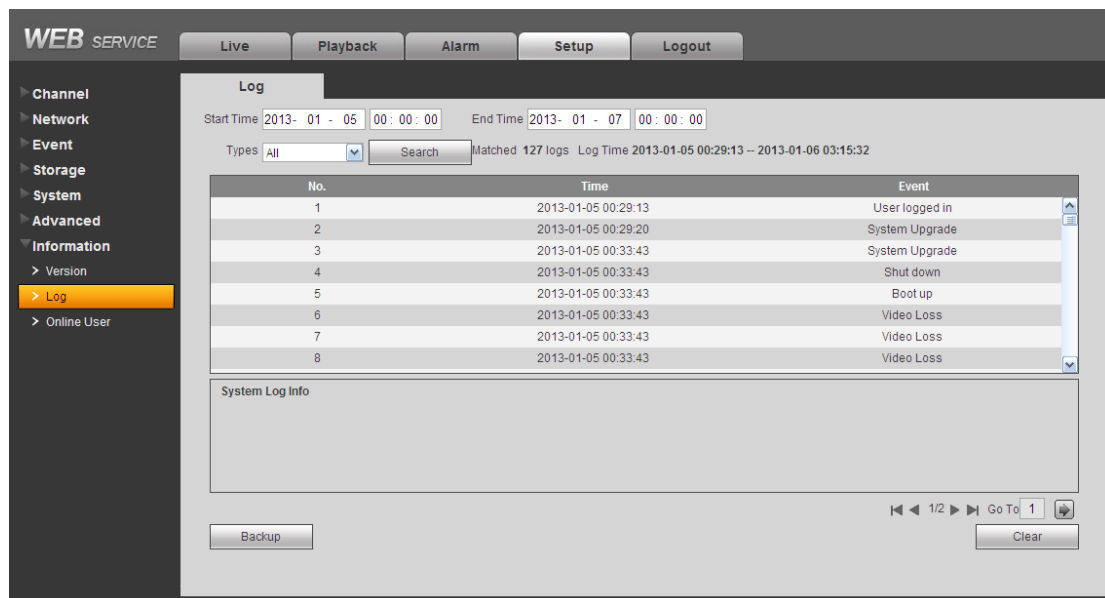 WEB SERVICE
Live Playback Alarm Setup Logout
Channel
Network
Event
Storage
System
Advanced
Information
> Version
> Log
> Online User
Log
Start Time 2013- 01 - 05 00 : 00 : 00 End Time 2013- 01 - 07 00 : 00 : 00
Types All Search Matched 127 logs Log Time 2013-01-05 00:29:13 -- 2013-01-06 03:15:32
No. Time Event
1 2013-01-05 00:29:13 User logged in
2 2013-01-05 00:29:20 System Upgrade
3 2013-01-05 00:33:43 System Upgrade
4 2013-01-05 00:33:43 Shut down
5 2013-01-05 00:33:43 Boot up
6 2013-01-05 00:33:43 Video Loss
7 2013-01-05 00:33:43 Video Loss
8 2013-01-05 00:33:43 Video Loss
System Log Info
1/2 Go To 1
Backup Clear